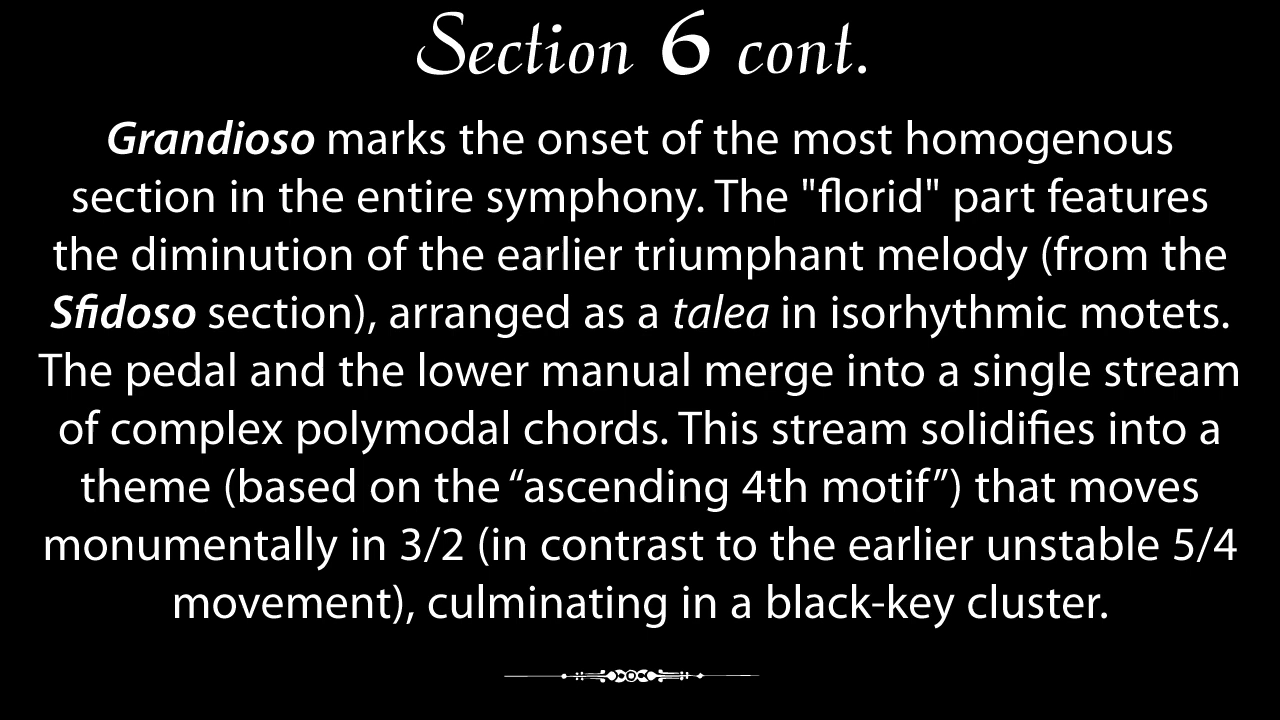 Section 6 cont.
Grandioso marks the onset of the most homogenous
section in the entire symphony. The "florid" part features
the diminution of the earlier triumphant melody (from the
Sfidoso section), arranged as a talea in isorhythmic motets.
The pedal and the lower manual merge into a single stream
of complex polymodal chords. This stream solidifies into a
theme (based on the “ascending 4th motif”) that moves
monumentally in 3/2 (in contrast to the earlier unstable 5/4
movement), culminating in a black-key cluster.